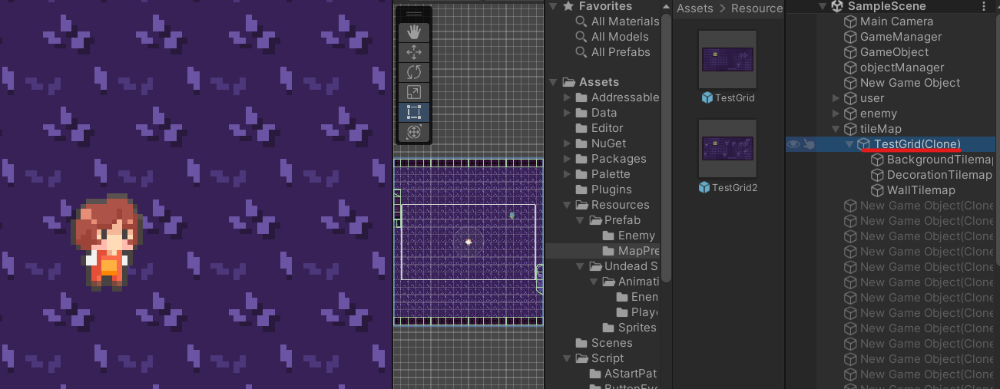 Favorites
All Materials
All Models
All Prefabs
Assets
Addressable
Data
Editor
NuGet
Packages
Palette
Plugins
Resources
Prefab
Enemy
MapPre
Undead S
Animati
Enen
Playe
Sprites
Scenes
Script
AStartPat
ButtonEve
Assets > Resource
TestGrid
TestGrid2
SampleScene
Main Camera
GameManager
GameObject
objectManager
New Game Object
user
enemy
tileMap
TestGrid(Clone)
BackgroundTilemap
DecorationTilemap
WallTilemap
New Game Object(Clone
New Game Object(Clone
New Game Object(Clone
New Game Object(Clone
New Game Object(Clone
New Game Object(Clone
New Game Object(Clone
New Game Object(Clone
New Game Object(Clone
New Game Object(Clone
New Game Object(Clone
New Game Object(Clone